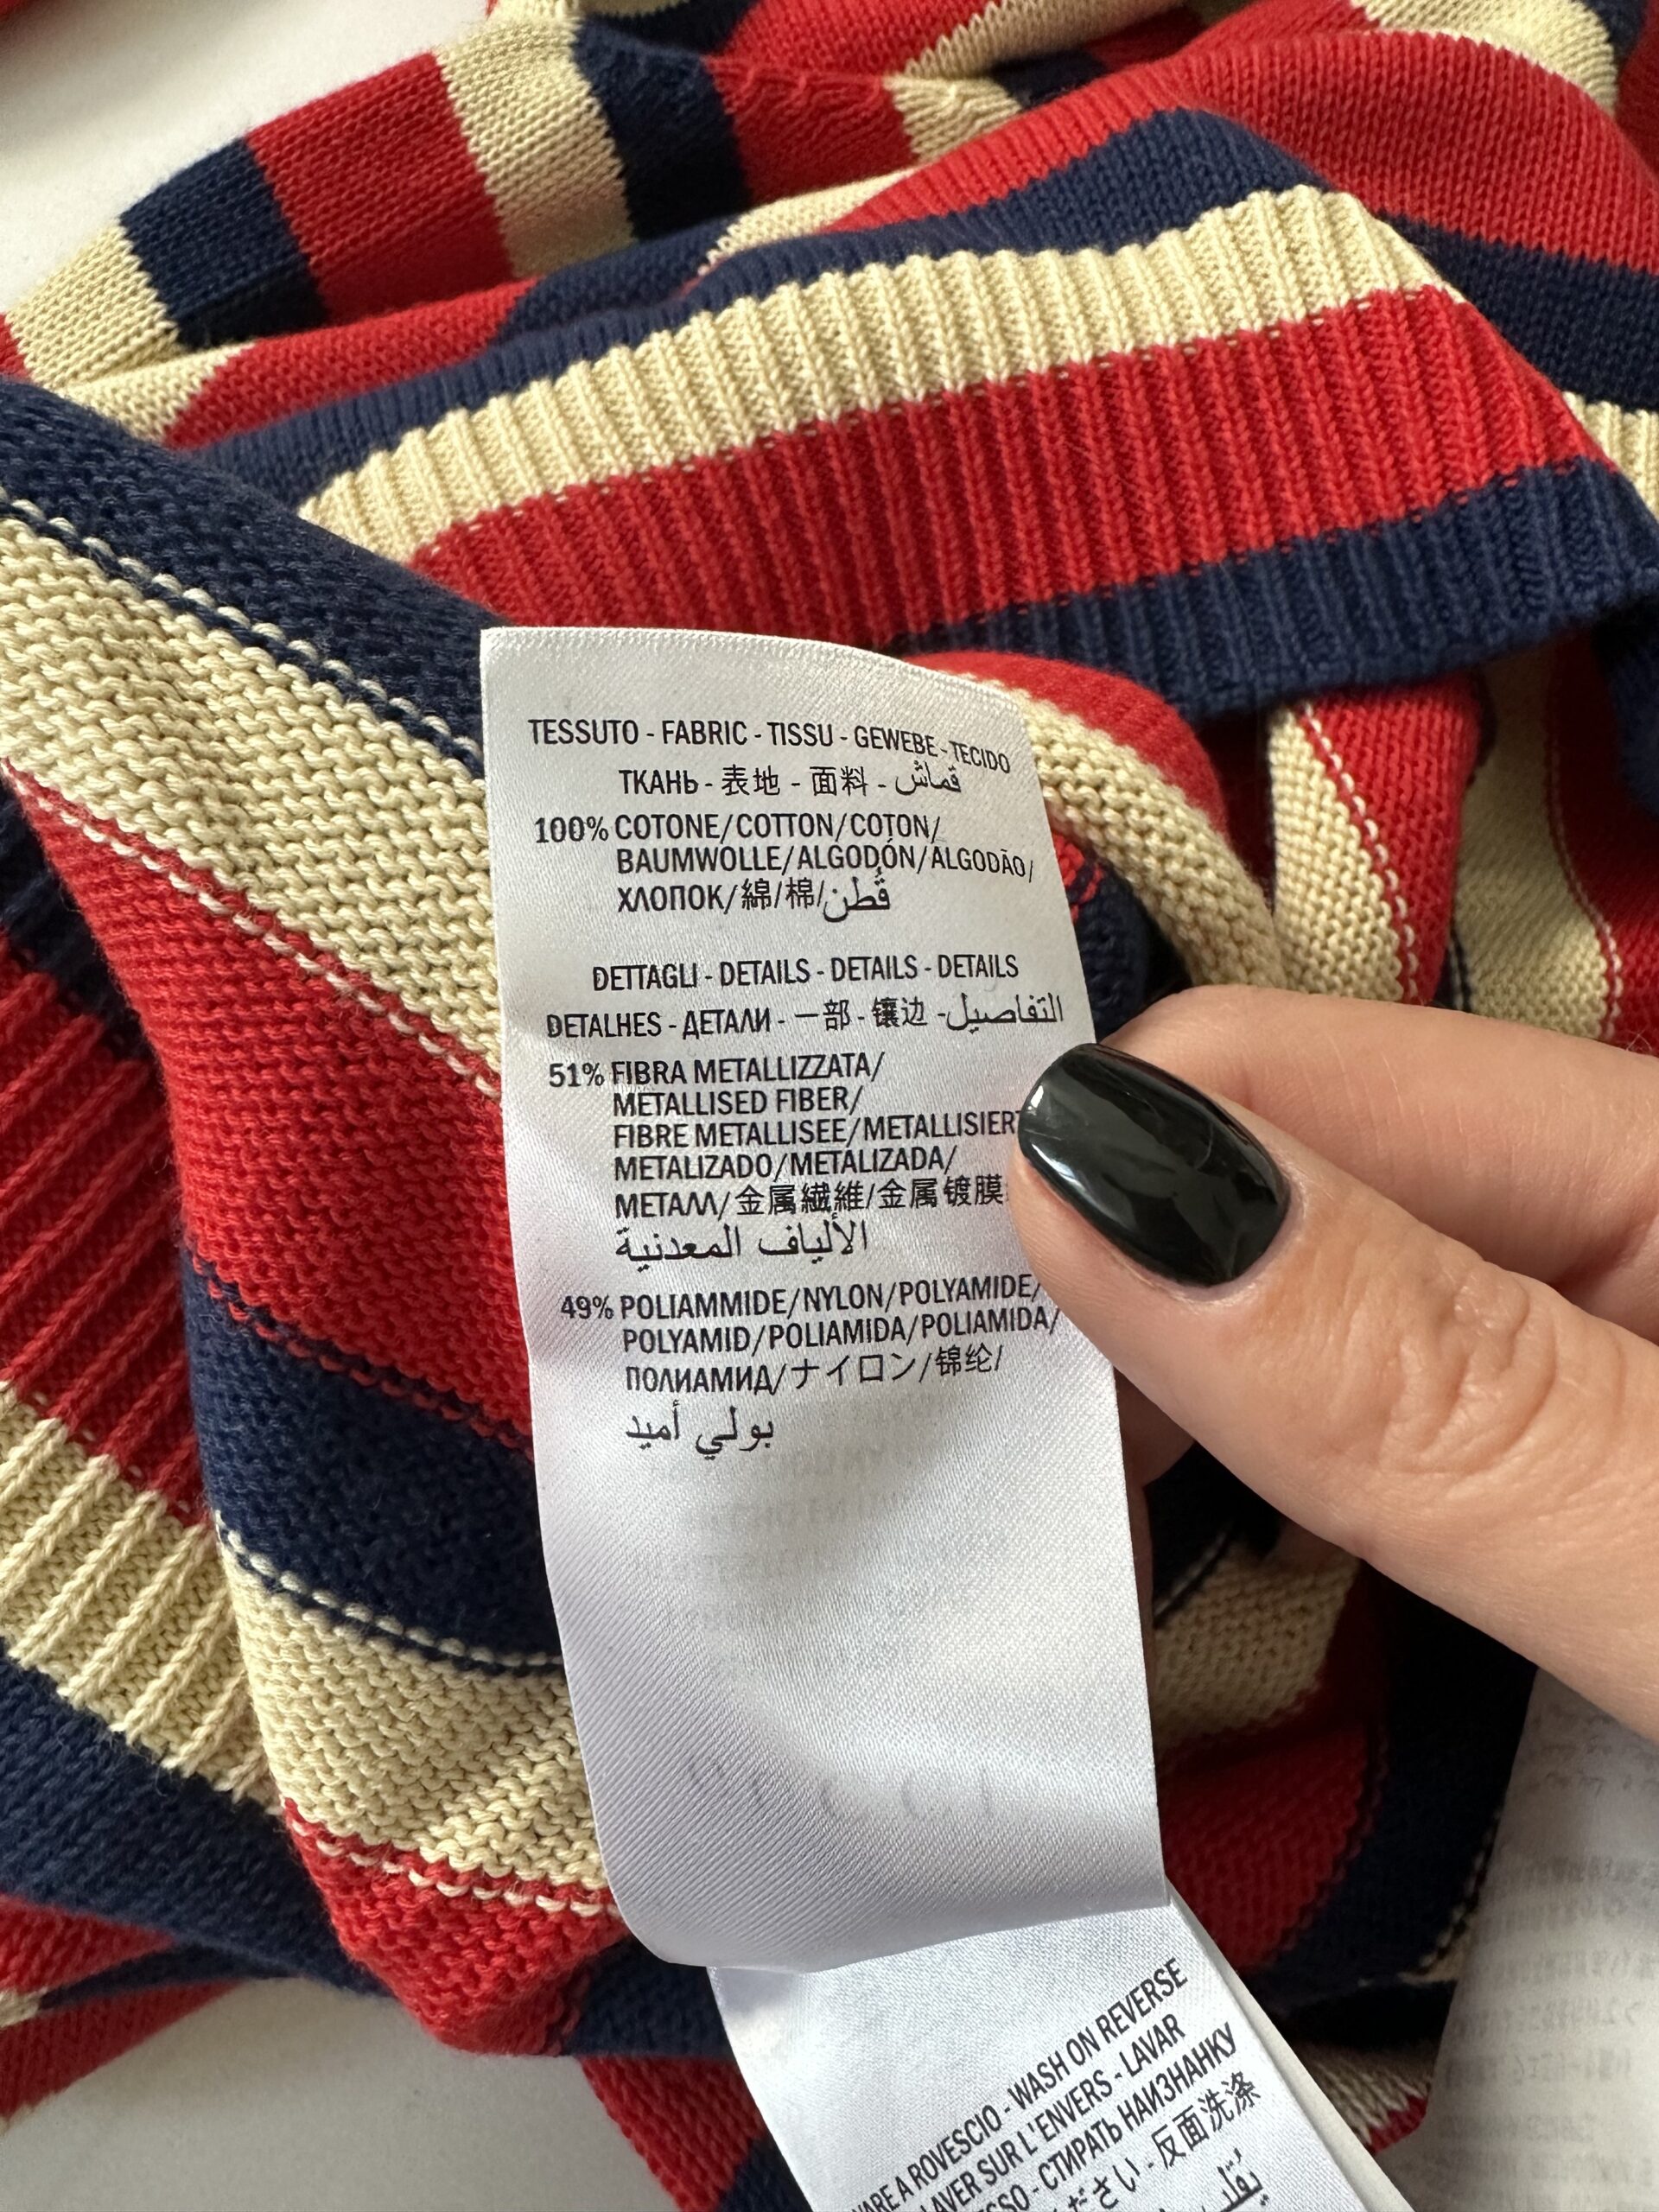 TESSUTO - FABRIC - TISSU - GEWEBE - TECIDO
ТКАНЬ - 表地 - 面料 - قماش
100% COTONE/COTTON/COTON/
BAUMWOLLE/ALGODÓN/ALGODÃO/
ХЛОПОК/綿/棉/قُطن
DETTAGLI - DETAILS - DETAILS - DETAILS
DETALHES - ДЕТАЛИ - 一部 - 镶边 - التفاصيل
51% FIBRA METALLIZZATA/
METALLISED FIBER/
FIBRE METALLISEE/METALLISIERT
METALIZADO/METALIZADA/
МЕТАЛЛ/金属繊維/金属镀膜
الألياف المعدنية
49% POLIAMMIDE/NYLON/POLYAMIDE/
POLYAMID/POLIAMIDA/POLIAMIDA/
ПОЛИАМИД/ナイロン/锦纶/
بولي أميد
A ROVESCIO - WASH ON REVERSE
SUR L'ENVERS - LAVAR
- СТИРАТЬ НАИЗНАНКУ
ださい - 反面洗涤